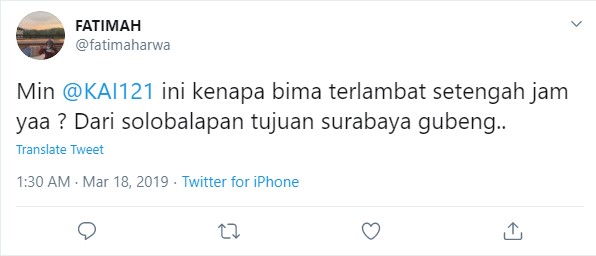 FATIMAH
@fatimaharwa
Min @KAI121 ini kenapa bima terlambat setengah jam
yaa ? Dari solobalapan tujuan surabaya gubeng..
Translate Tweet
1:30 AM · Mar 18, 2019 · Twitter for iPhone